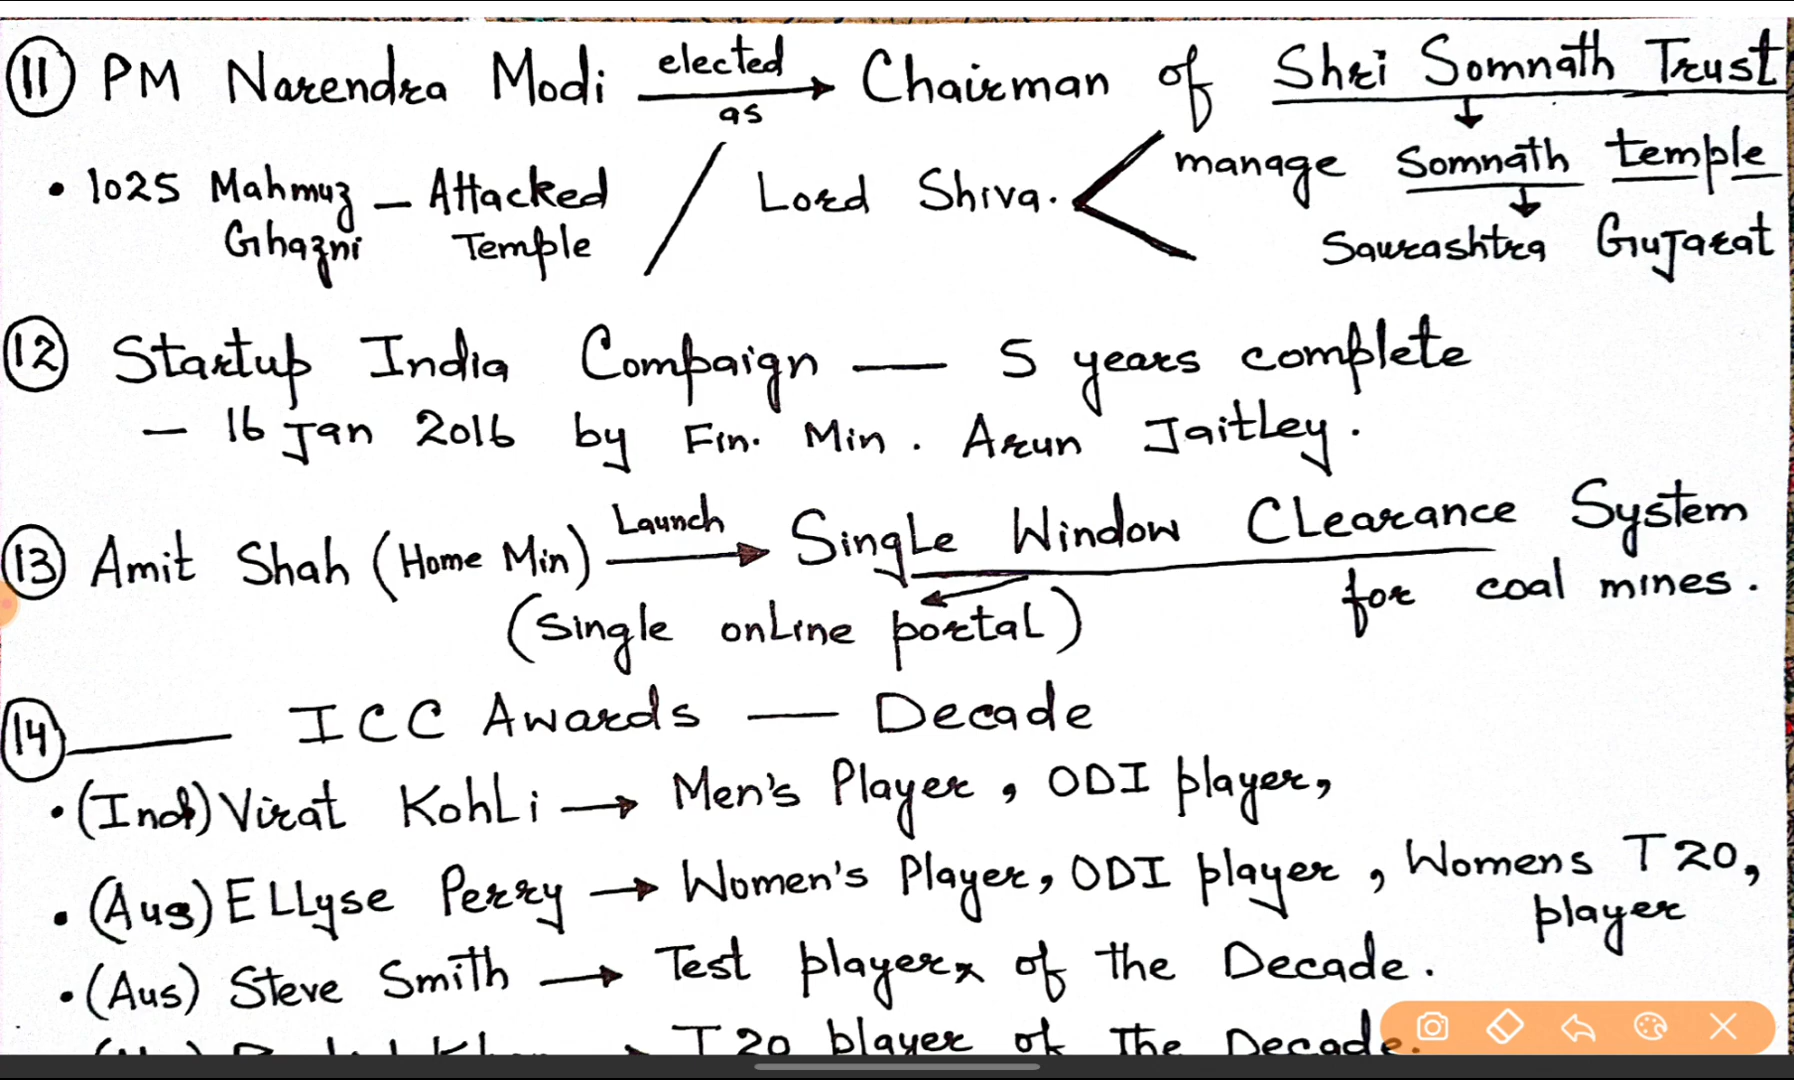 11 PM Narendra Modi elected as → Chairman of Shri Somnath Trust
manage Somnath temple
• 1025 Mahmuz Ghazni — Attacked Temple / Lord Shiva.
Saurashtra Gujarat
12 Startup India Compaign — 5 years complete
— 16 Jan 2016 by Fin. Min. Arun Jaitley.
13 Amit Shah (Home Min) Launch → Single Window Clearance System
for coal mines.
(Single online portal)
14 — ICC Awards — Decade
• (Ind) Virat Kohli → Men's Player, ODI player,
• (Aus) Ellyse Perry → Women's Player, ODI player, Womens T20,
player
• (Aus) Steve Smith → Test player of the Decade.
T20 player of the Decade.